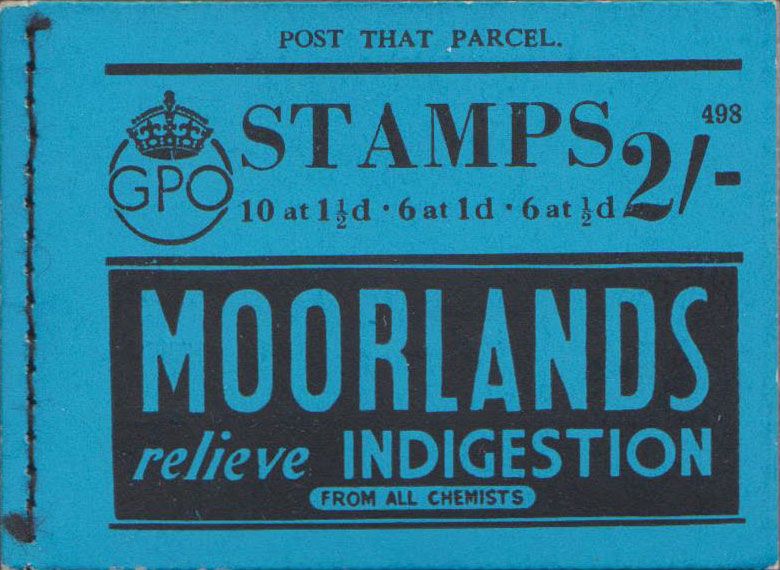 POST THAT PARCEL.
498
GPO
STAMPS 2/-
10 at 1½d · 6 at 1d · 6 at ½d
MOORLANDS
relieve INDIGESTION
FROM ALL CHEMISTS